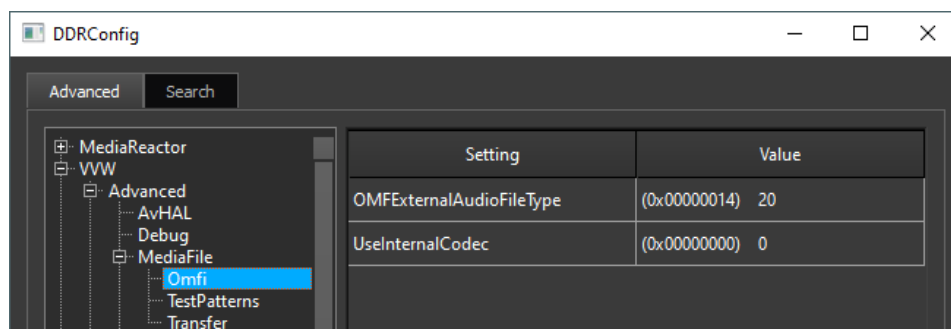 DDRConfig
Advanced Search
MediaReactor
VVW
Advanced
AvHAL
Debug
MediaFile
Omfi
TestPatterns
Transfer
Setting Value
OMFExternalAudioFileType (0x00000014) 20
UseInternalCodec (0x00000000) 0